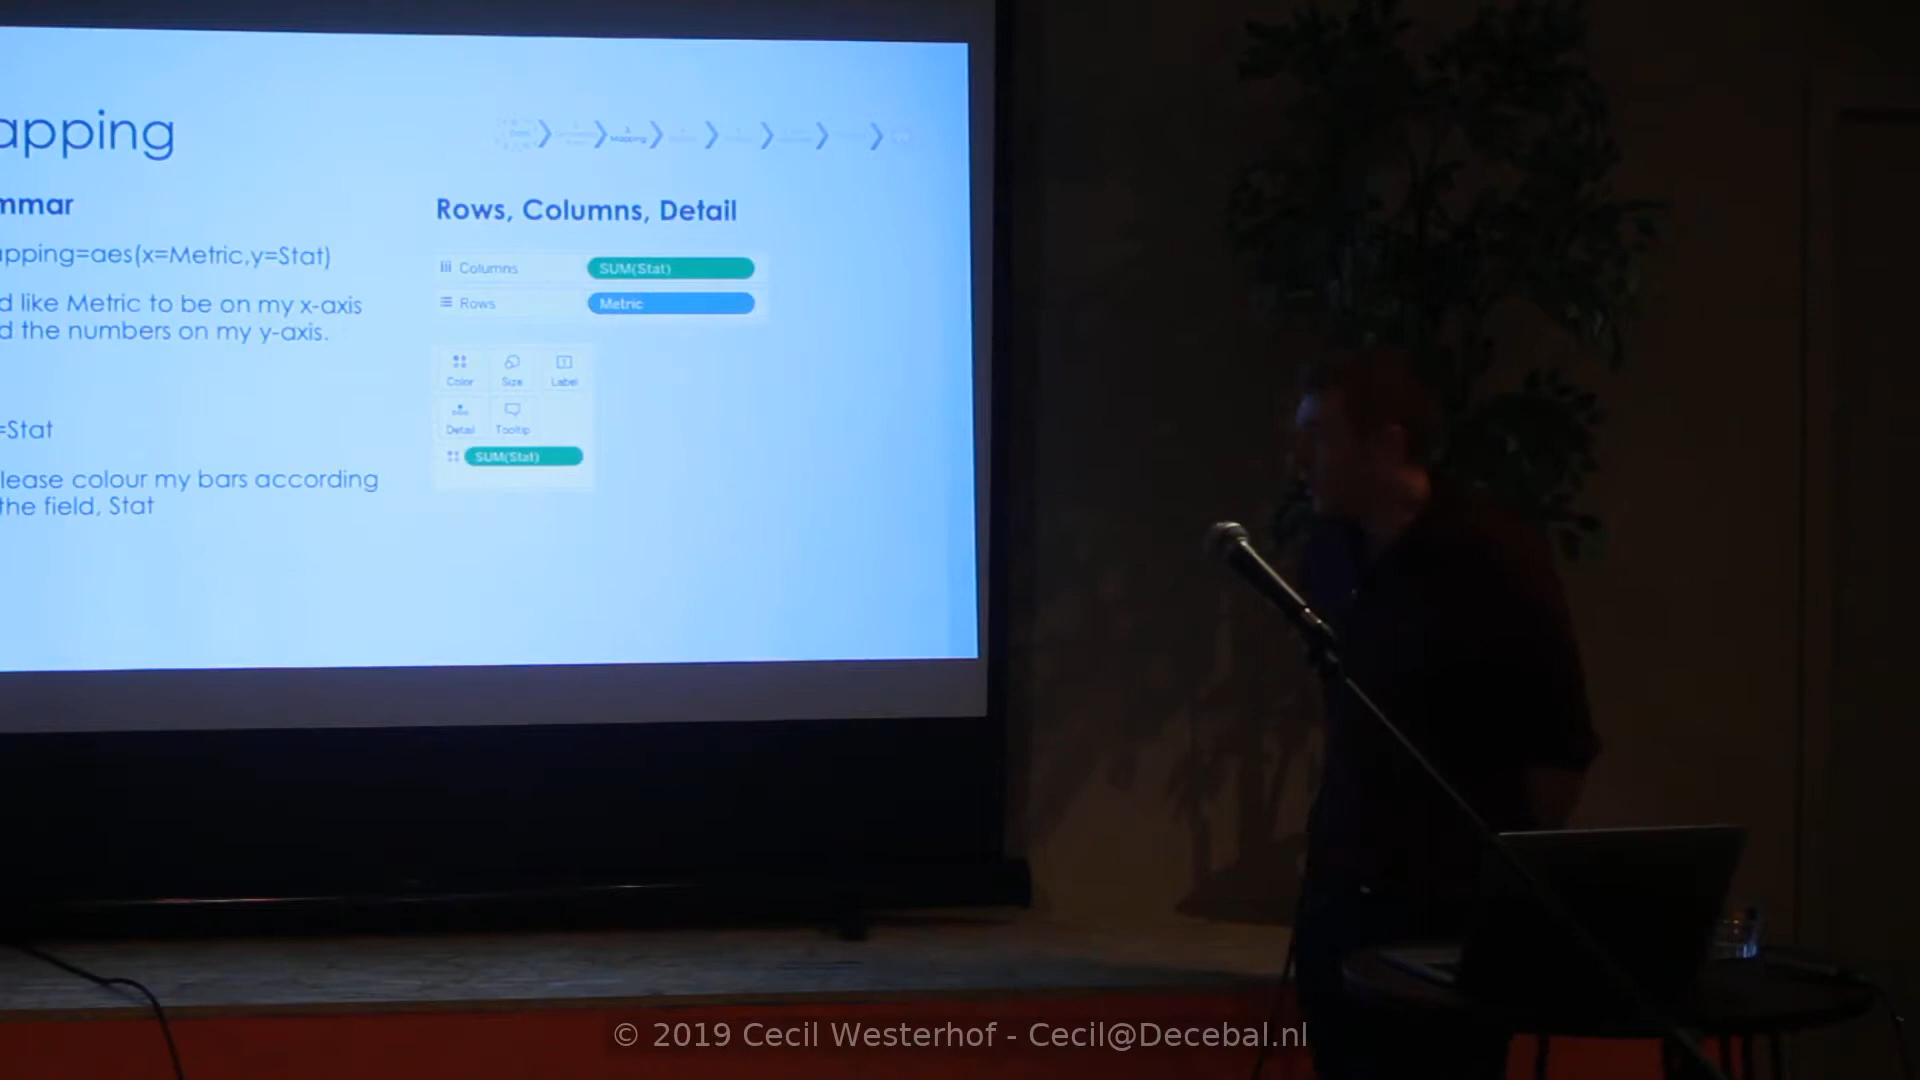 apping
Mapping
mmar
apping=aes(x=Metric,y=Stat)
d like Metric to be on my x-axis
d the numbers on my y-axis.
=Stat
lease colour my bars according
the field, Stat
Rows, Columns, Detail
Columns SUM(Stat)
Rows Metric
Color Size Label
Detail Tooltip
SUM(Stat)
© 2019 Cecil Westerhof - Cecil@Decebal.nl